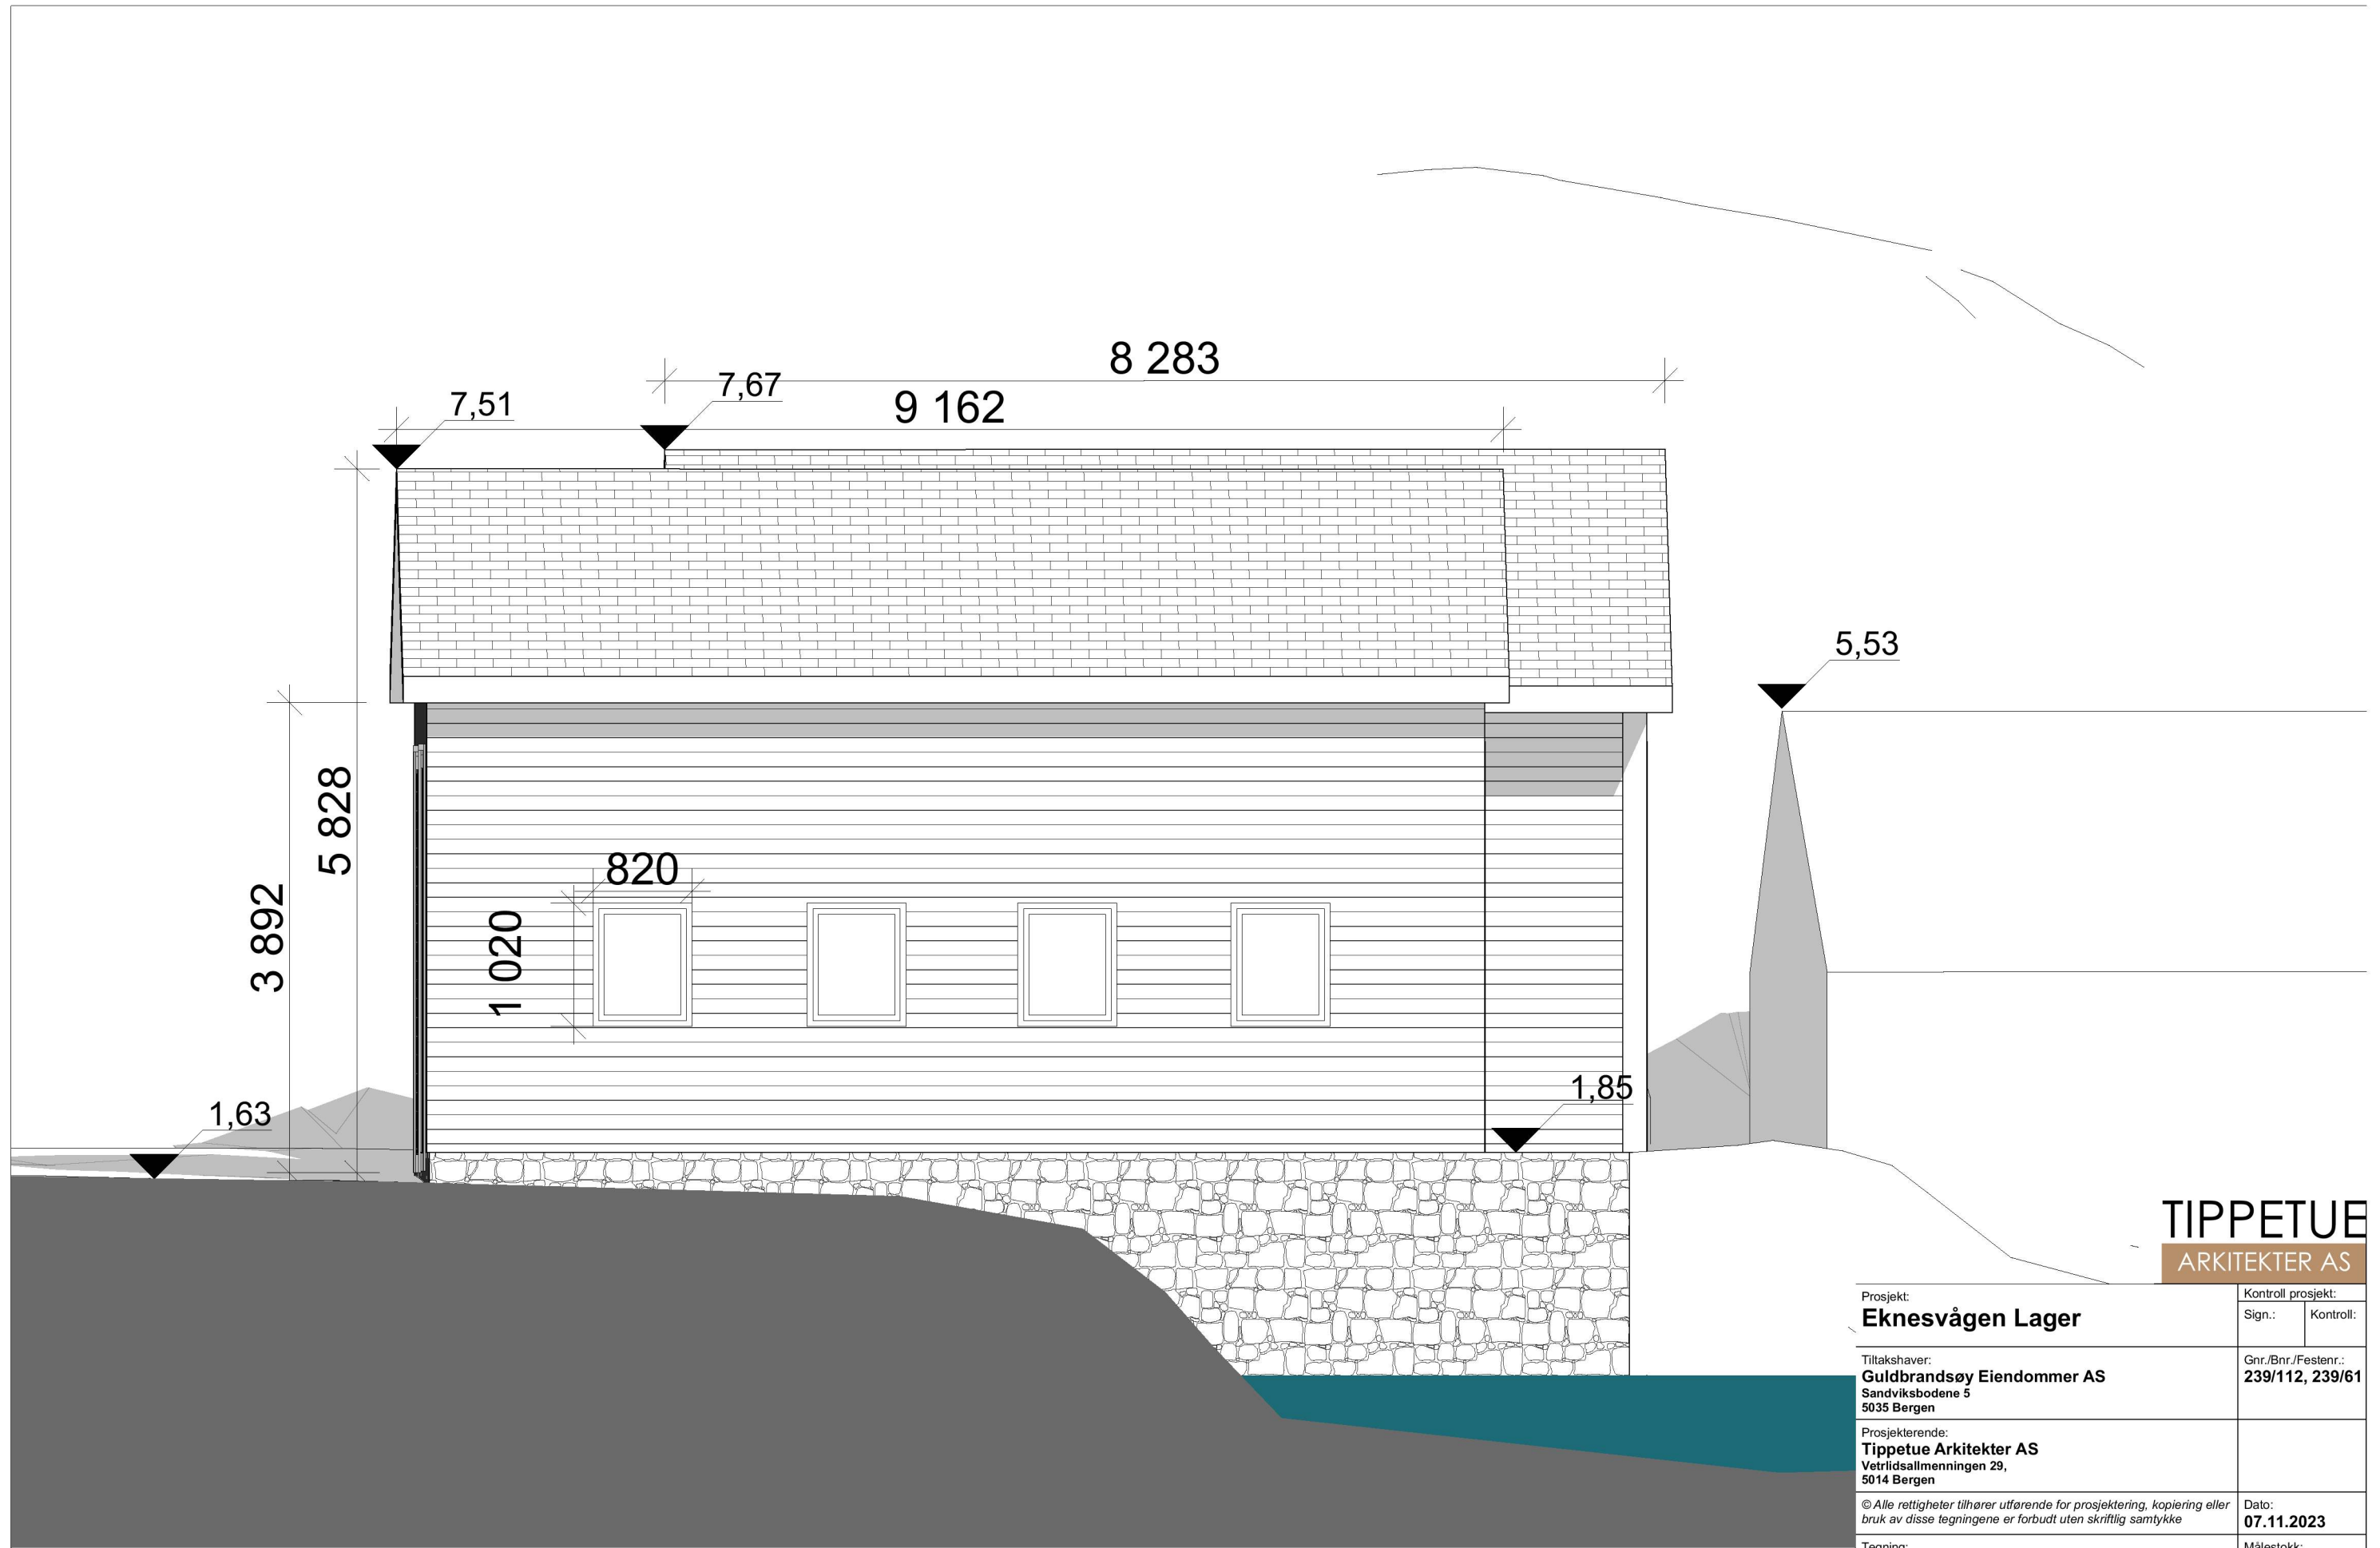 8 283
7,67
9 162
7,51
5,53
5 828
820
3 892
1 020
1,85
1,63
TIPPETUE
ARKITEKTER AS
Prosjekt:
Eknesvågen Lager
Kontroll prosjekt:
Sign.:
Kontroll:
Tiltakshaver:
Guldbrandsøy Eiendommer AS
Sandviksbodene 5
5035 Bergen
Gnr./Bnr./Festenr.:
239/112, 239/61
Prosjekterende:
Tippetue Arkitekter AS
Vetrlidsallmenningen 29,
5014 Bergen
© Alle rettigheter tilhører utførende for prosjektering, kopiering eller
bruk av disse tegningene er forbudt uten skriftlig samtykke
Dato:
07.11.2023
Tegning:
Målestokk: